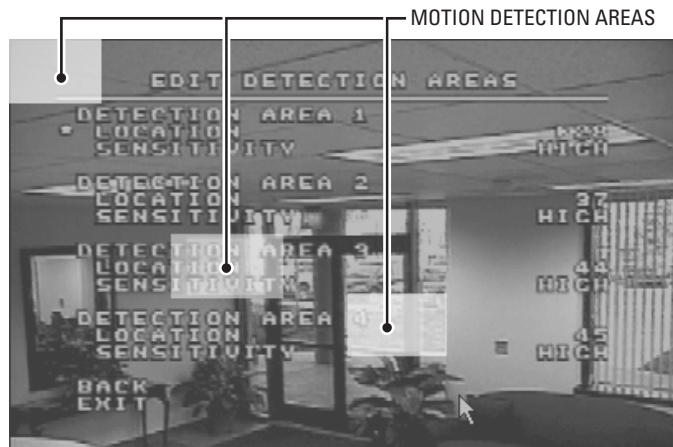 MOTION DETECTION AREAS
EDIT DETECTION AREAS
DETECTION AREA 1
* LOCATION
SENSITIVITY HIGH
DETECTION AREA 2
LOCATION 37
SENSITIVITY HIGH
DETECTION AREA 3
LOCATION 44
SENSITIVITY HIGH
DETECTION AREA 4
LOCATION 45
SENSITIVITY HIGH
BACK
EXIT